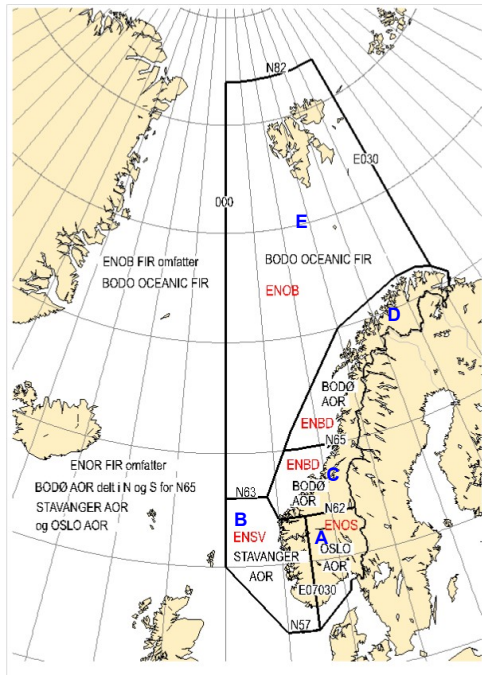 N82
E030
000
E
ENOB FIR omfatter
BODO OCEANIC FIR
BODO OCEANIC FIR
ENOB
D
BODØ
AOR
ENBD
N65
ENBD
C
BODØ
AOR
ENOR FIR omfatter
BODØ AOR delt i N og S for N65
STAVANGER AOR
og OSLO AOR
N63
N62
B
ENSV
STAVANGER
AOR
ENOS
A
OSLO
AOR
E07030
N57